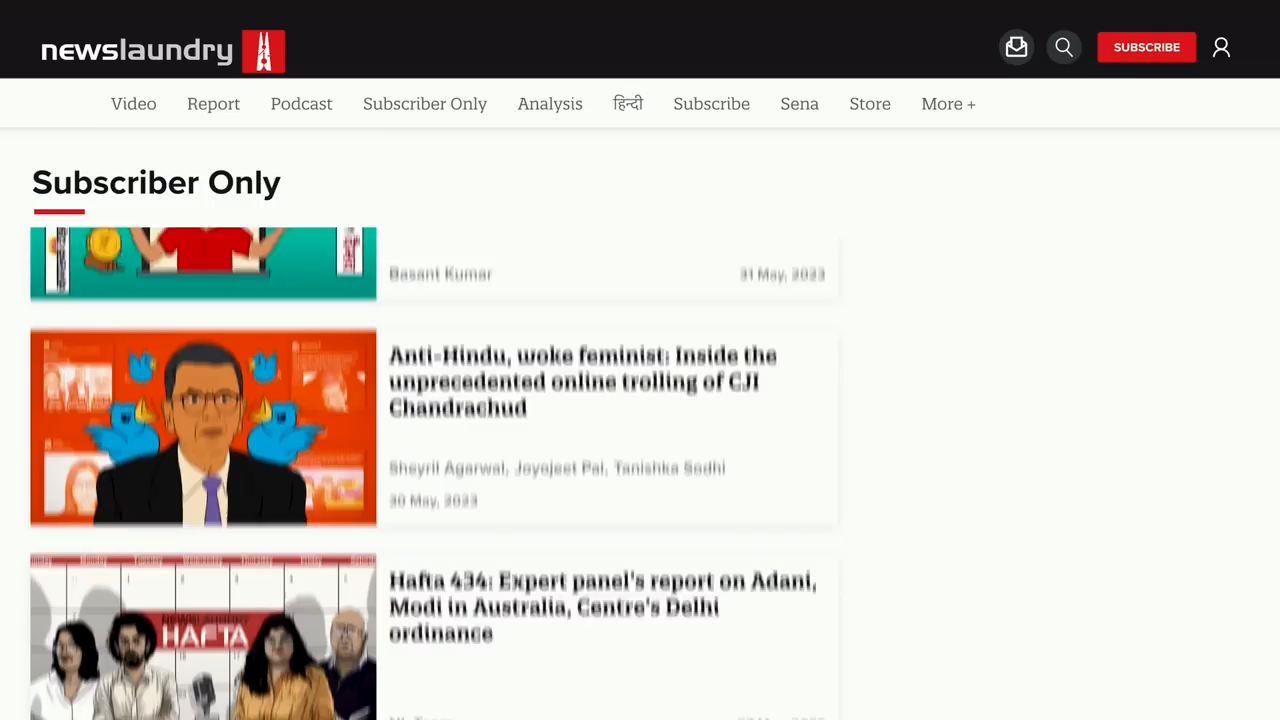 newslaundry
SUBSCRIBE
Video Report Podcast Subscriber Only Analysis हिन्दी Subscribe Sena Store More +
Subscriber Only
Basant Kumar 31 May, 2023
Anti-Hindu, woke feminist: Inside the
unprecedented online trolling of CJI
Chandrachud
Sheyril Agarwal, Joyojeet Pal, Tanishka Sodhi
30 May, 2023
Hafta 434: Expert panel's report on Adani,
Modi in Australia, Centre's Delhi
ordinance
NEWSLAUNDRY
HAFTA